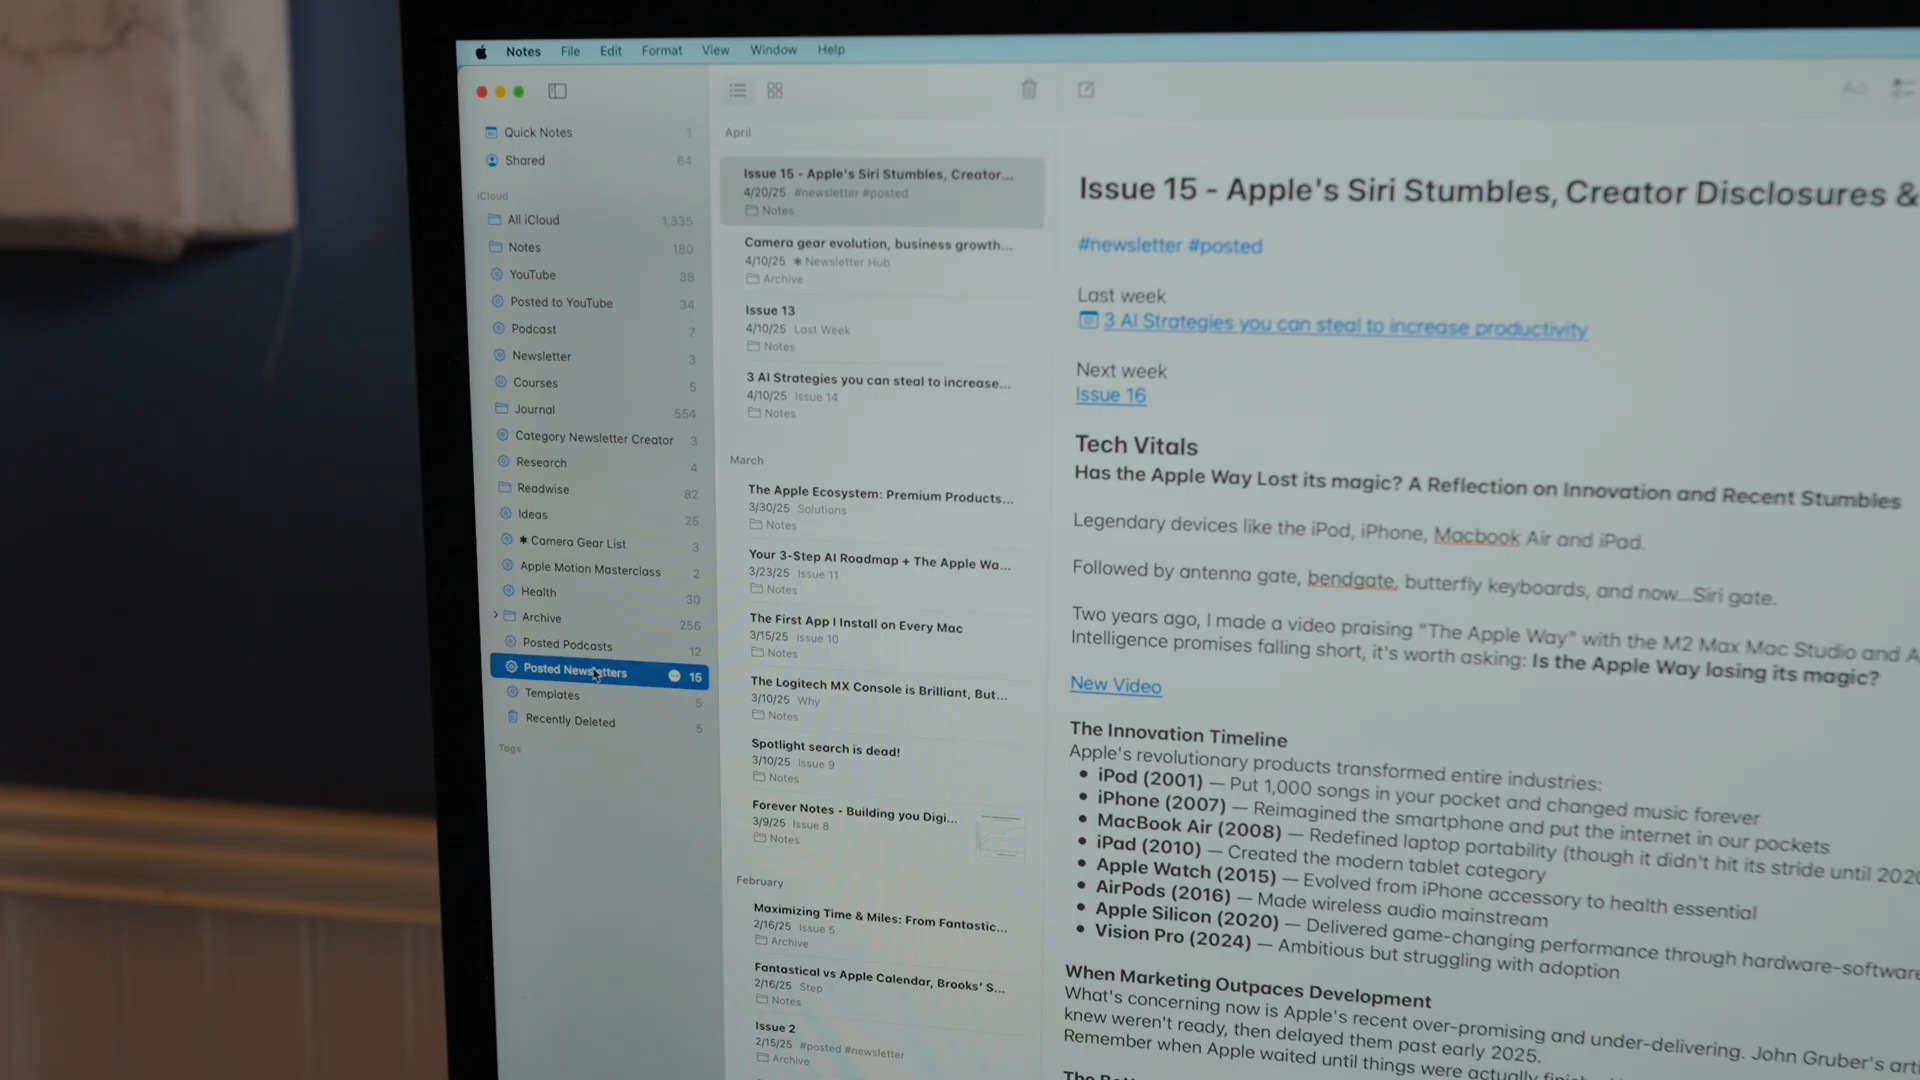 Notes File Edit Format View Window Help
Quick Notes 1
Shared 64
iCloud
All iCloud 1,335
Notes 180
YouTube 38
Posted to YouTube 34
Podcast 7
Newsletter 3
Courses 5
Journal 554
Category Newsletter Creator 3
Research 4
Readwise 82
Ideas 25
✱ Camera Gear List 3
Apple Motion Masterclass 2
Health 30
Archive 256
Posted Podcasts 12
Posted Newsletters 15
Templates 5
Recently Deleted 5
Tags
April
Issue 15 - Apple's Siri Stumbles, Creator...
4/20/25 #newsletter #posted
Notes
Camera gear evolution, business growth...
4/10/25 ✱ Newsletter Hub
Archive
Issue 13
4/10/25 Last Week
Notes
3 AI Strategies you can steal to increase...
4/10/25 Issue 14
Notes
March
The Apple Ecosystem: Premium Products...
3/30/25 Solutions
Notes
Your 3-Step AI Roadmap + The Apple Wa...
3/23/25 Issue 11
Notes
The First App I Install on Every Mac
3/15/25 Issue 10
Notes
The Logitech MX Console is Brilliant, But...
3/10/25 Why
Notes
Spotlight search is dead!
3/10/25 Issue 9
Notes
Forever Notes - Building you Digi...
3/9/25 Issue 8
Notes
February
Maximizing Time & Miles: From Fantastic...
2/16/25 Issue 5
Archive
Fantastical vs Apple Calendar, Brooks' S...
2/16/25 Step
Notes
Issue 2
2/15/25 #posted #newsletter
Archive
Aa
Issue 15 - Apple's Siri Stumbles, Creator Disclosures &
#newsletter #posted
Last week
3 AI Strategies you can steal to increase productivity
Next week
Issue 16
Tech Vitals
Has the Apple Way Lost its magic? A Reflection on Innovation and Recent Stumbles
Legendary devices like the iPod, iPhone, Macbook Air and iPad.
Followed by antenna gate, bendgate, butterfly keyboards, and now...Siri gate.
Two years ago, I made a video praising "The Apple Way" with the M2 Max Mac Studio and A
Intelligence promises falling short, it's worth asking: Is the Apple Way losing its magic?
New Video
The Innovation Timeline
Apple's revolutionary products transformed entire industries:
• iPod (2001) — Put 1,000 songs in your pocket and changed music forever
• iPhone (2007) — Reimagined the smartphone and put the internet in our pockets
• MacBook Air (2008) — Redefined laptop portability (though it didn't hit its stride until 2020
• iPad (2010) — Created the modern tablet category
• Apple Watch (2015) — Evolved from iPhone accessory to health essential
• AirPods (2016) — Made wireless audio mainstream
• Apple Silicon (2020) — Delivered game-changing performance through hardware-software
• Vision Pro (2024) — Ambitious but struggling with adoption
When Marketing Outpaces Development
What's concerning now is Apple's recent over-promising and under-delivering. John Gruber's arti
knew weren't ready, then delayed them past early 2025.
Remember when Apple waited until things were actually